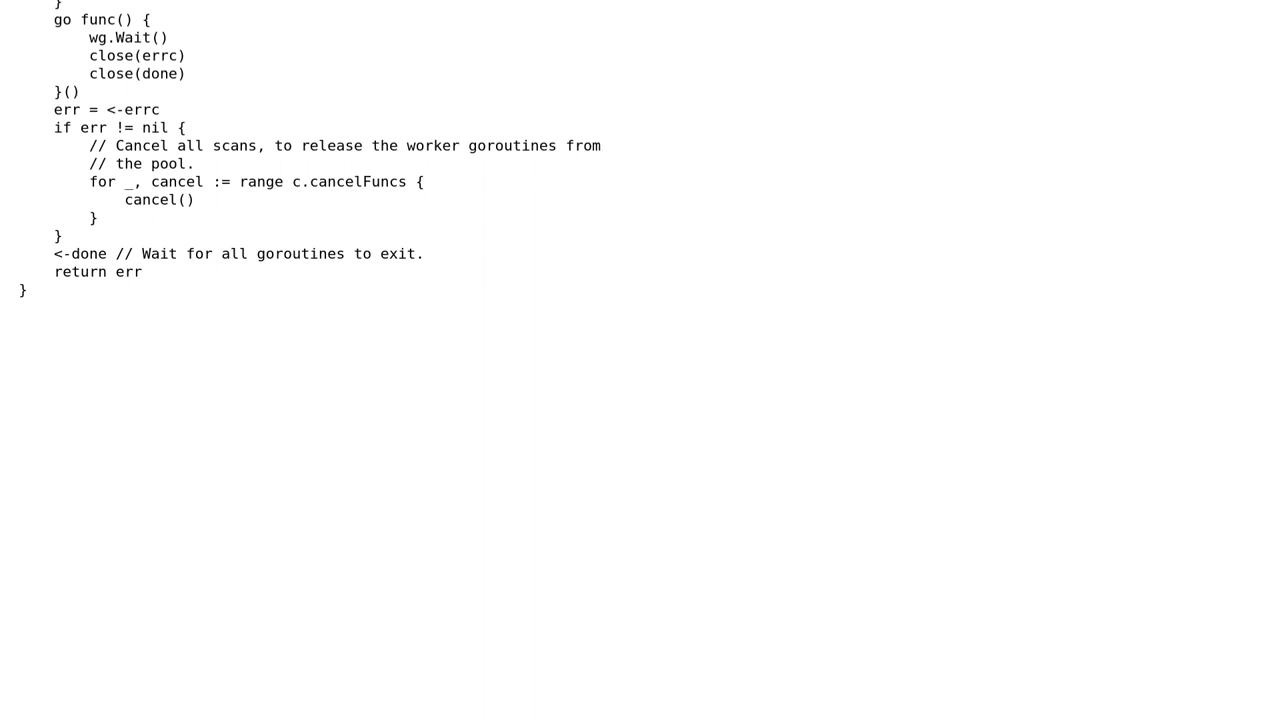 }
go func() {
wg.Wait()
close(errc)
close(done)
}()
err = <-errc
if err != nil {
// Cancel all scans, to release the worker goroutines from
// the pool.
for _, cancel := range c.cancelFuncs {
cancel()
}
}
<-done // Wait for all goroutines to exit.
return err
}